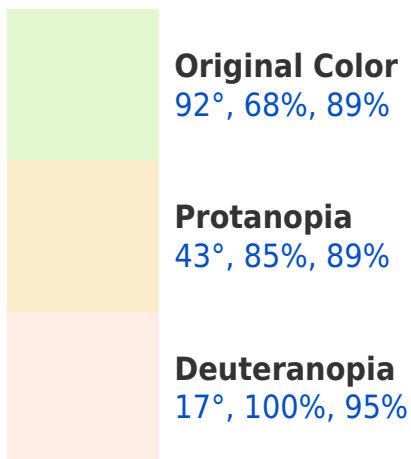 Original Color
92°, 68%, 89%
Protanopia
43°, 85%, 89%
Deuteranopia
17°, 100%, 95%